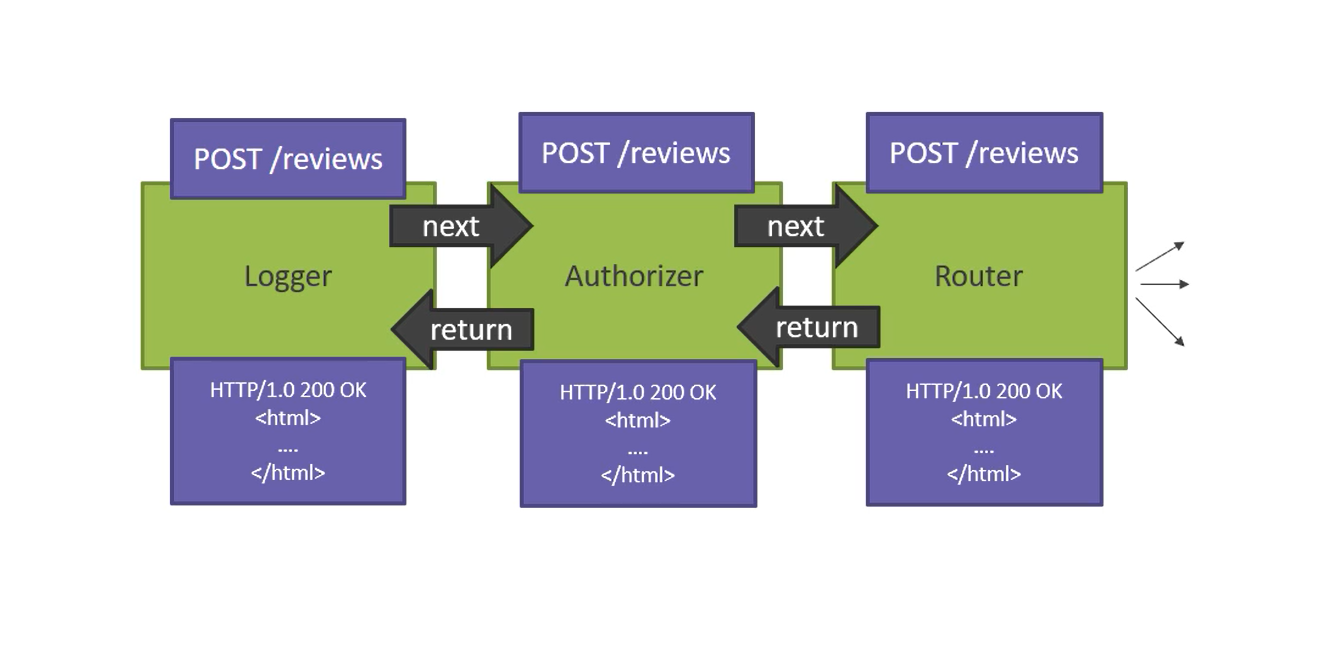 POST /reviews
POST /reviews
POST /reviews
next
next
Logger
Authorizer
Router
return
return
HTTP/1.0 200 OK
<html>
....
</html>
HTTP/1.0 200 OK
<html>
....
</html>
HTTP/1.0 200 OK
<html>
....
</html>